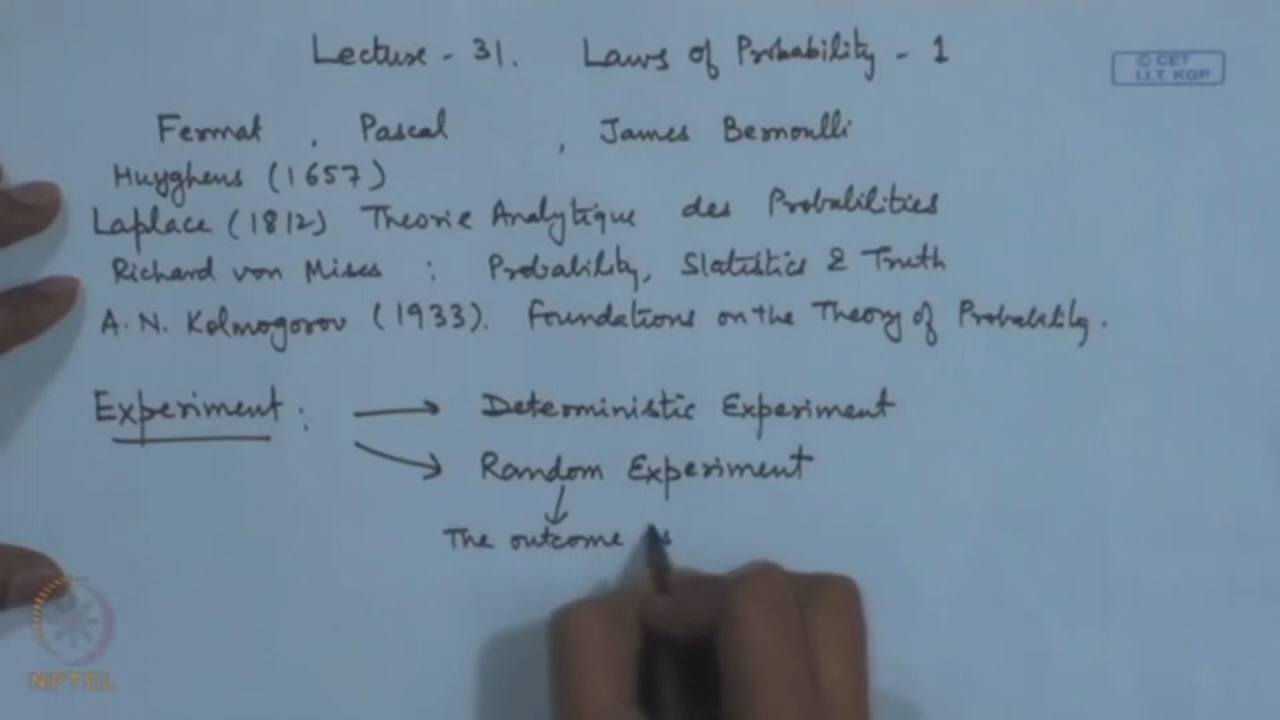 Lecture - 31. Laws of Probability - 1
© CET
I.I.T. KGP
Fermat , Pascal , James Bernoulli
Huyghens (1657)
Laplace (1812) Theorie Analytique des Probabilities
Richard von Mises : Probability, Statistics & Truth
A. N. Kolmogorov (1933). Foundations on the Theory of Probability.
Experiment : → Deterministic Experiment
→ Random Experiment
↓
The outcome is
NPTEL